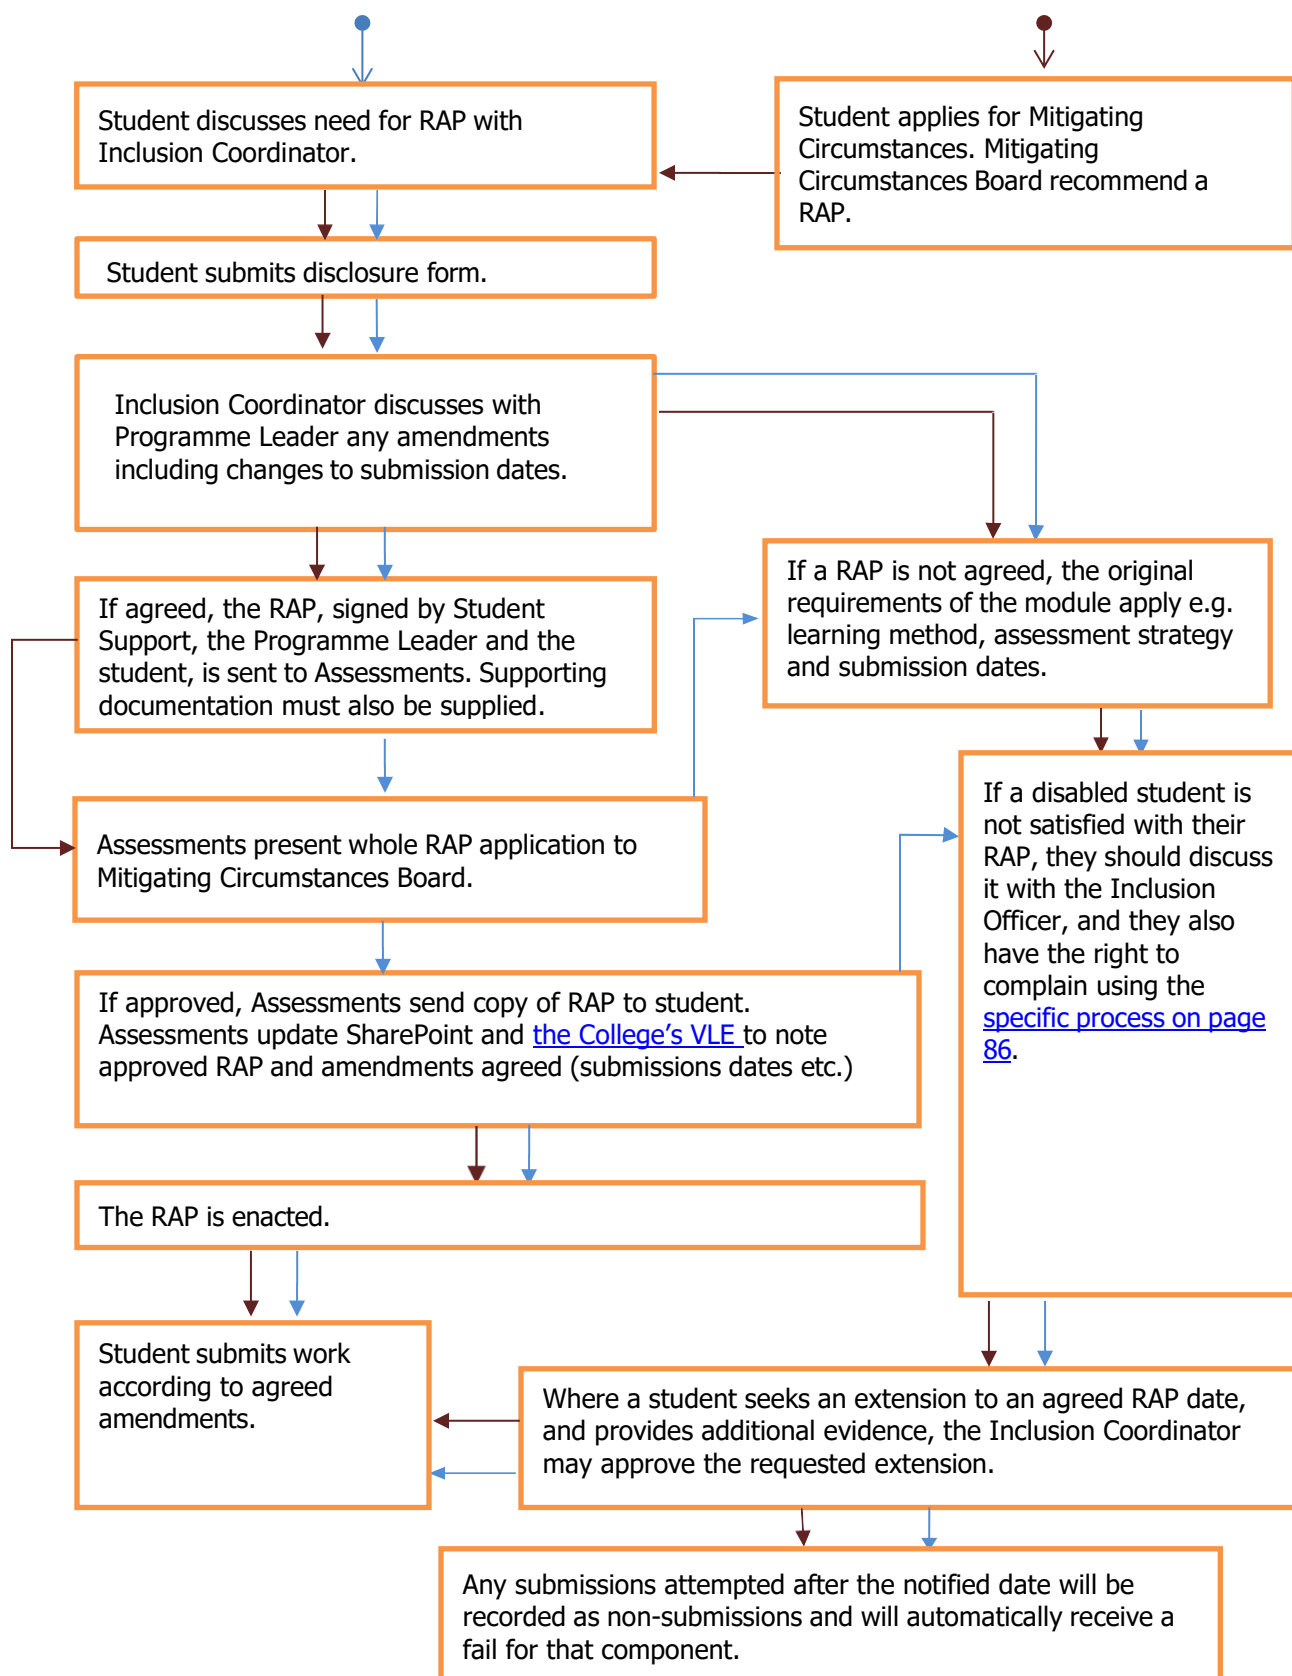 Student discusses need for RAP with
Inclusion Coordinator.
Student applies for Mitigating
Circumstances. Mitigating
Circumstances Board recommend a
RAP.
Student submits disclosure form.
Inclusion Coordinator discusses with
Programme Leader any amendments
including changes to submission dates.
If agreed, the RAP, signed by Student
Support, the Programme Leader and the
student, is sent to Assessments. Supporting
documentation must also be supplied.
If a RAP is not agreed, the original
requirements of the module apply e.g.
learning method, assessment strategy
and submission dates.
Assessments present whole RAP application to
Mitigating Circumstances Board.
If a disabled student is
not satisfied with their
RAP, they should discuss
it with the Inclusion
Officer, and they also
have the right to
complain using the
specific process on page
86.
If approved, Assessments send copy of RAP to student.
Assessments update SharePoint and the College’s VLE to note
approved RAP and amendments agreed (submissions dates etc.)
The RAP is enacted.
Student submits work
according to agreed
amendments.
Where a student seeks an extension to an agreed RAP date,
and provides additional evidence, the Inclusion Coordinator
may approve the requested extension.
Any submissions attempted after the notified date will be
recorded as non-submissions and will automatically receive a
fail for that component.